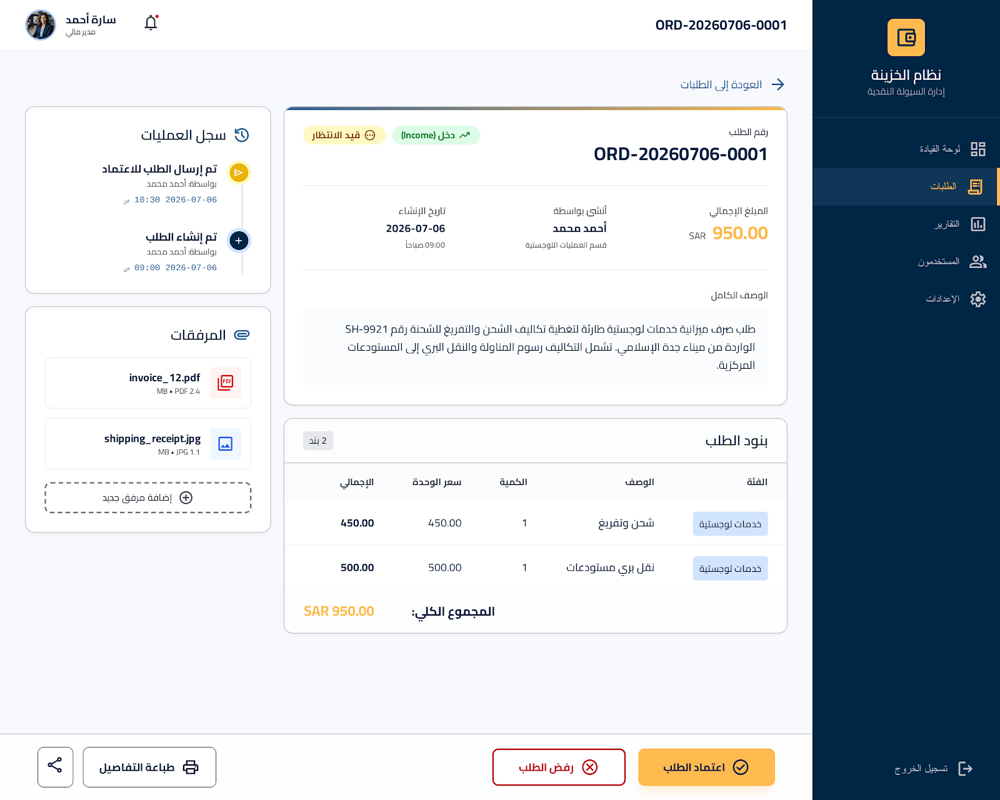 نظام الخزينة
إدارة السيولة النقدية
لوحة القيادة
الطلبات
التقارير
المستخدمون
الإعدادات
تسجيل الخروج
ORD-20260706-0001
سارة أحمد
مدير مالي
العودة إلى الطلبات
رقم الطلب
ORD-20260706-0001
دخل (Income)
قيد الانتظار
المبلغ الإجمالي
950.00 SAR
أنشئ بواسطة
أحمد محمد
قسم العمليات اللوجستية
تاريخ الإنشاء
2026-07-06
09:00 صباحاً
الوصف الكامل
طلب صرف ميزانية خدمات لوجستية طارئة لتغطية تكاليف الشحن والتفريغ للشحنة رقم SH-9921
الواردة من ميناء جدة الإسلامي. تشمل التكاليف رسوم المناولة والنقل البري إلى المستودعات
المركزية.
بنود الطلب
2 بند
الفئة الوصف الكمية سعر الوحدة الإجمالي
خدمات لوجستية شحن وتفريغ 1 450.00 450.00
خدمات لوجستية نقل بري مستودعات 1 500.00 500.00
المجموع الكلي: SAR 950.00
سجل العمليات
تم إرسال الطلب للاعتماد
بواسطة: أحمد محمد
2026-07-06 10:30 ص
تم إنشاء الطلب
بواسطة: أحمد محمد
2026-07-06 09:00 ص
المرفقات
PDF
invoice_12.pdf
MB • PDF 2.4
shipping_receipt.jpg
MB • JPG 1.1
إضافة مرفق جديد
اعتماد الطلب
رفض الطلب
طباعة التفاصيل